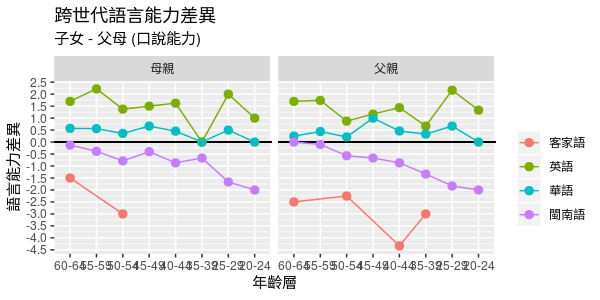 跨世代語言能力差異
子女 - 父母 (口說能力)
母親
父親
2.5
2.0
1.5
1.0
0.5
0.0
-0.5
-1.0
-1.5
-2.0
-2.5
-3.0
-3.5
-4.0
-4.5
語言能力差異
60-64 55-59 50-54 45-49 40-44 35-39 25-29 20-24
60-64 55-59 50-54 45-49 40-44 35-39 25-29 20-24
年齡層
客家語
英語
華語
閩南語